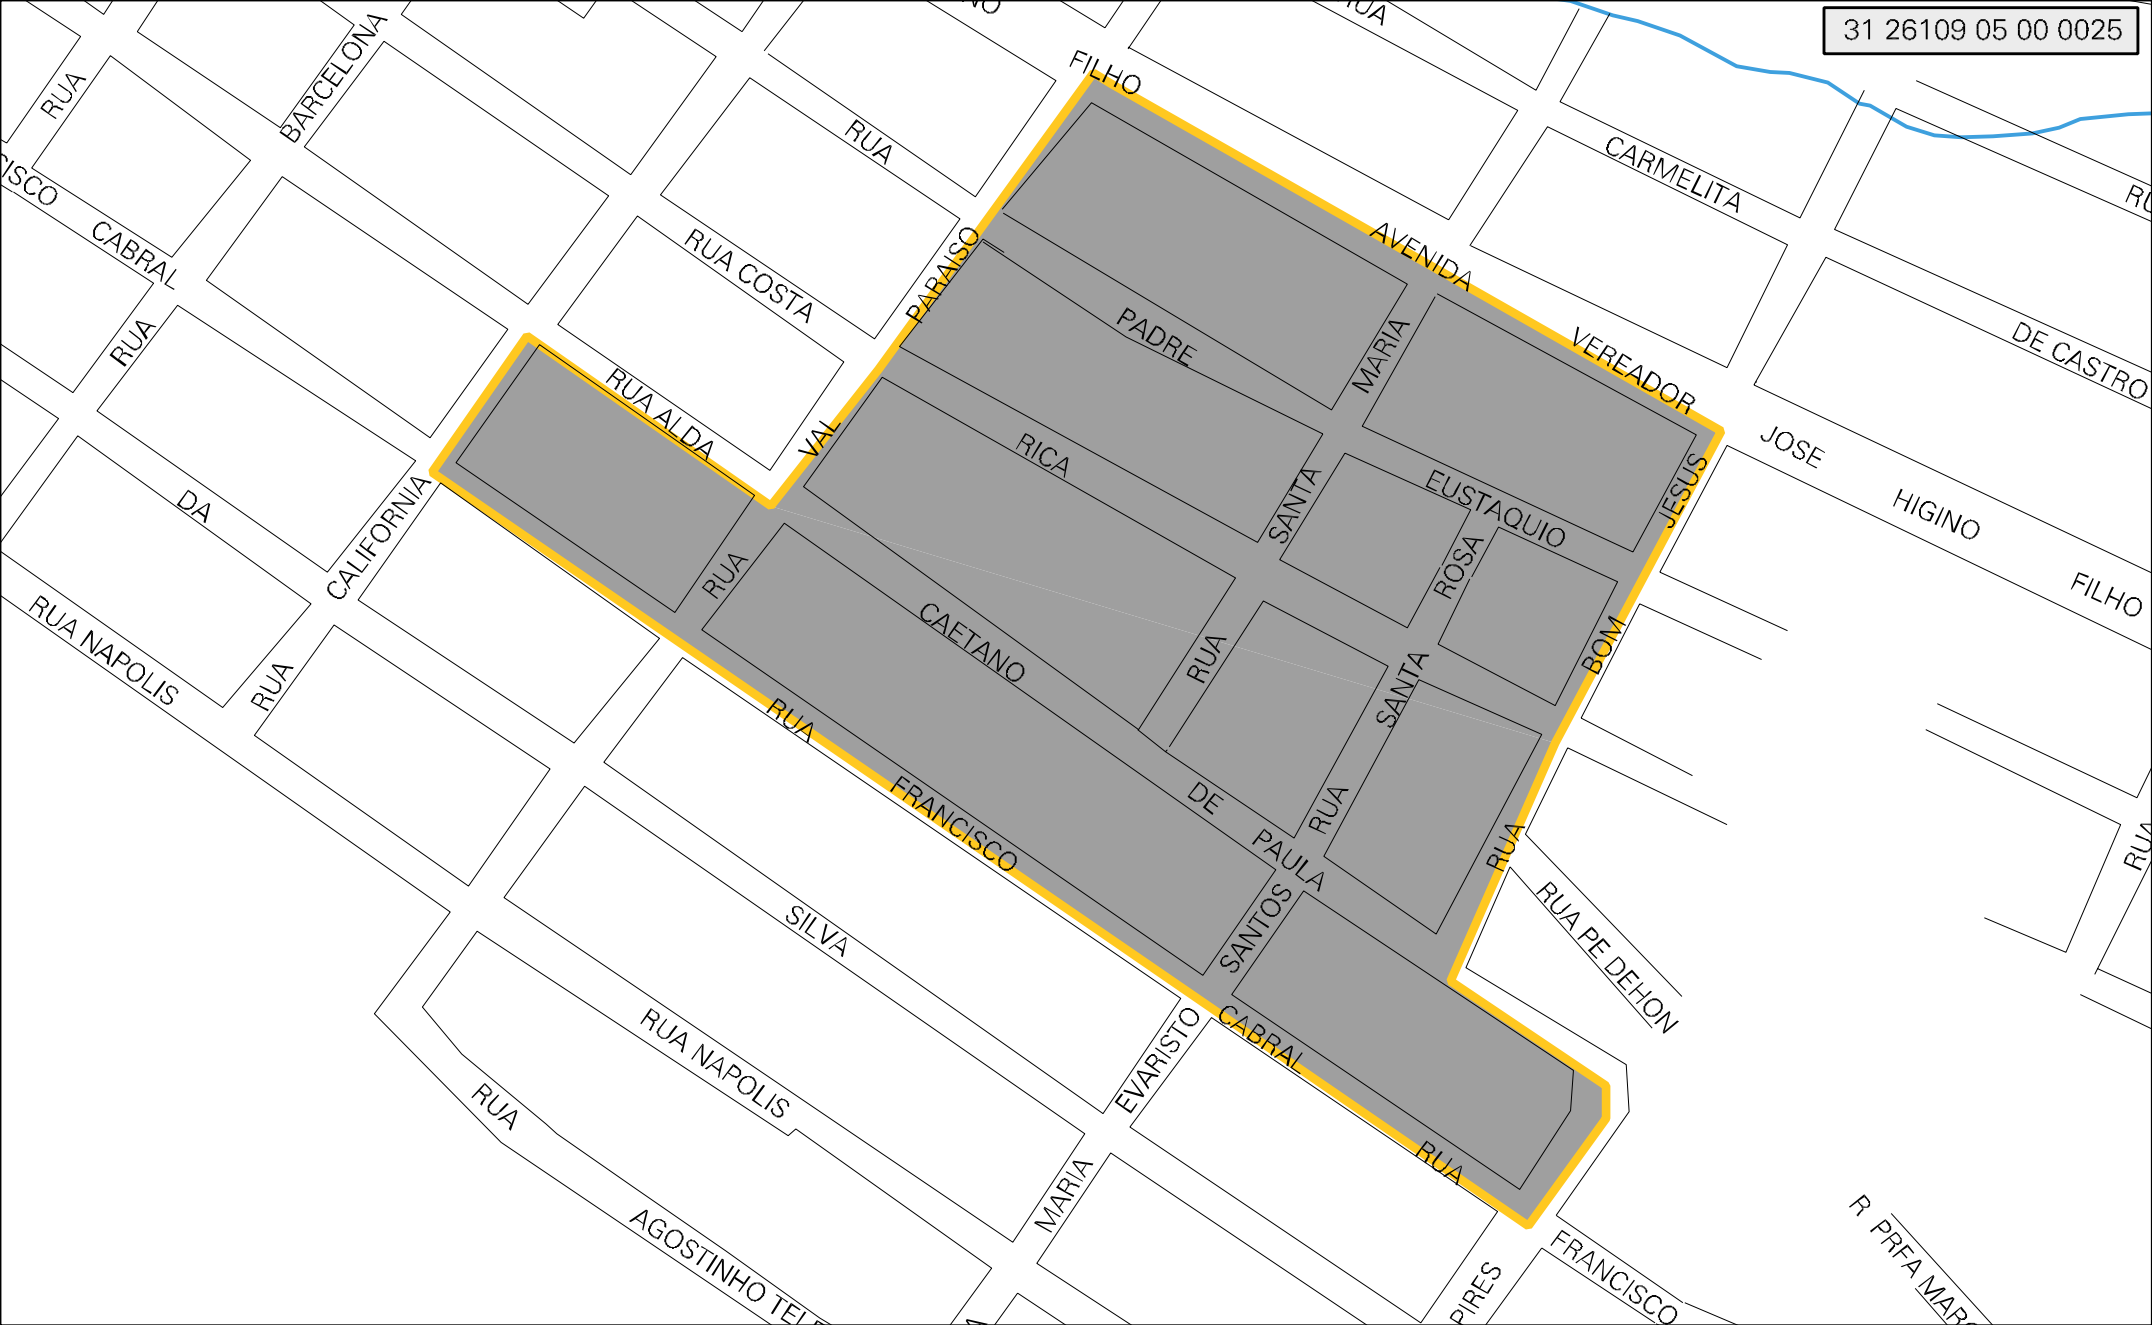 31 26109 05 00 0025
FILHO
BARCELONA
RUA
RUA
CARMELITA
CABRAL
RUA COSTA
PARAISO
AVENIDA
DE CASTRO
RUA
PADRE
MARIA
VEREADOR
RUA ALDA
VAL
RICA
JOSE
SANTA
EUSTAQUIO
JESUS
HIGINO
DA
CALIFORNIA
RUA
ROSA
FILHO
RUA NAPOLIS
CAETANO
BOM
RUA
RUA
SANTA
RUA
FRANCISCO
DE
RUA
PAULA
RUA
RUA
SILVA
SANTOS
RUA PE DEHON
RUA NAPOLIS
EVARISTO
CABRAL
RUA
MARIA
RUA
AGOSTINHO
PIRES
FRANCISCO
R PRFA